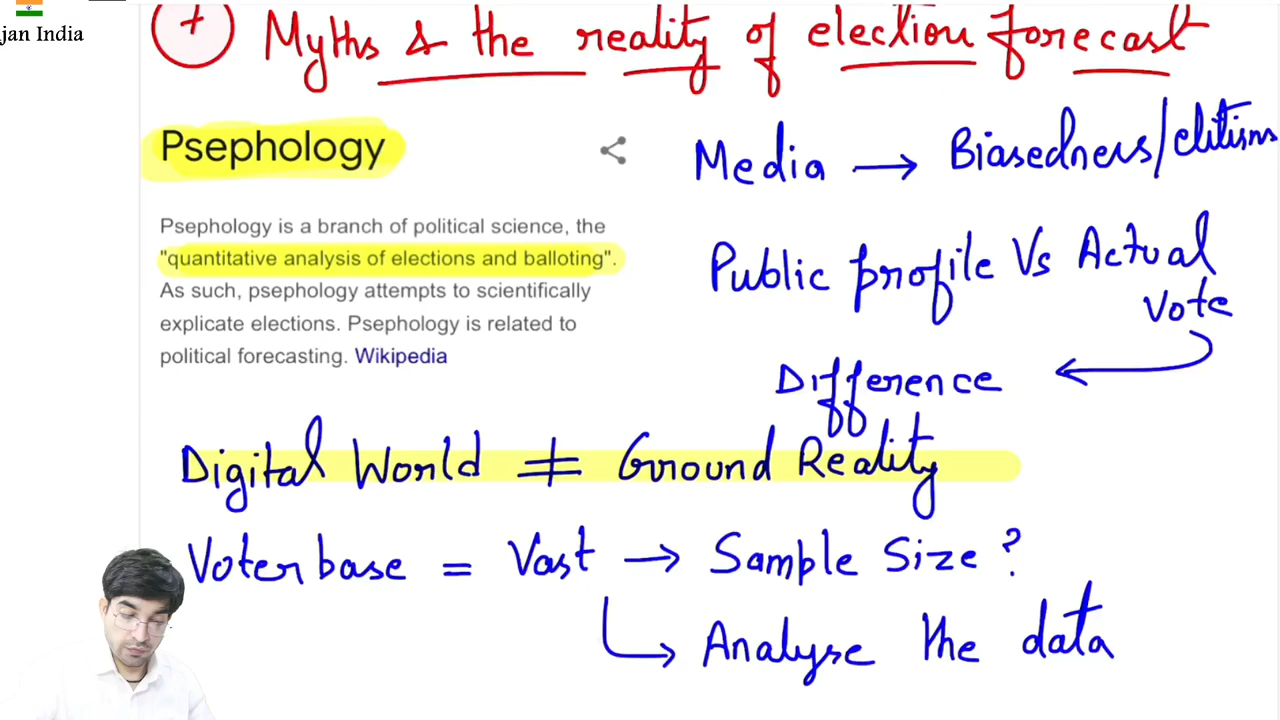 jan India
7 Myths & the reality of election forecast
Psephology
Psephology is a branch of political science, the
"quantitative analysis of elections and balloting".
As such, psephology attempts to scientifically
explicate elections. Psephology is related to
political forecasting. Wikipedia
Media → Biasedness/elitism
Public profile Vs Actual
Vote
Difference
Digital World ≠ Ground Reality
Voter base = Vast → Sample Size?
Analyse the data